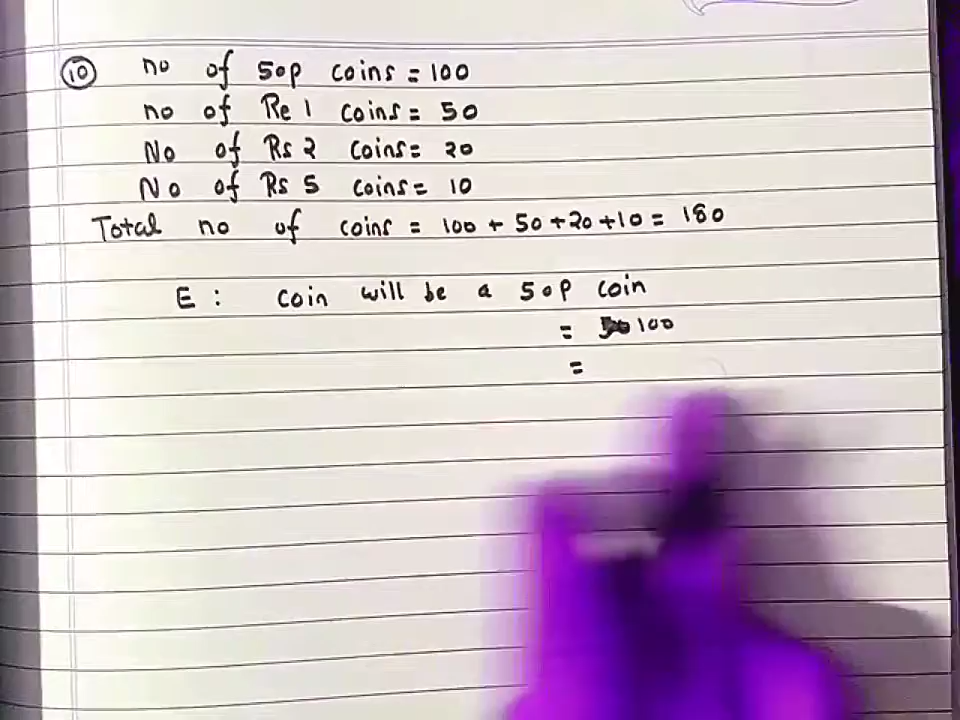 10 no of 50p coins = 100
no of Re 1 coins = 50
No of Rs 2 coins = 20
No of Rs 5 coins = 10
Total no of coins = 100 + 50 + 20 + 10 = 180
E : coin will be a 50p coin
= 100
=